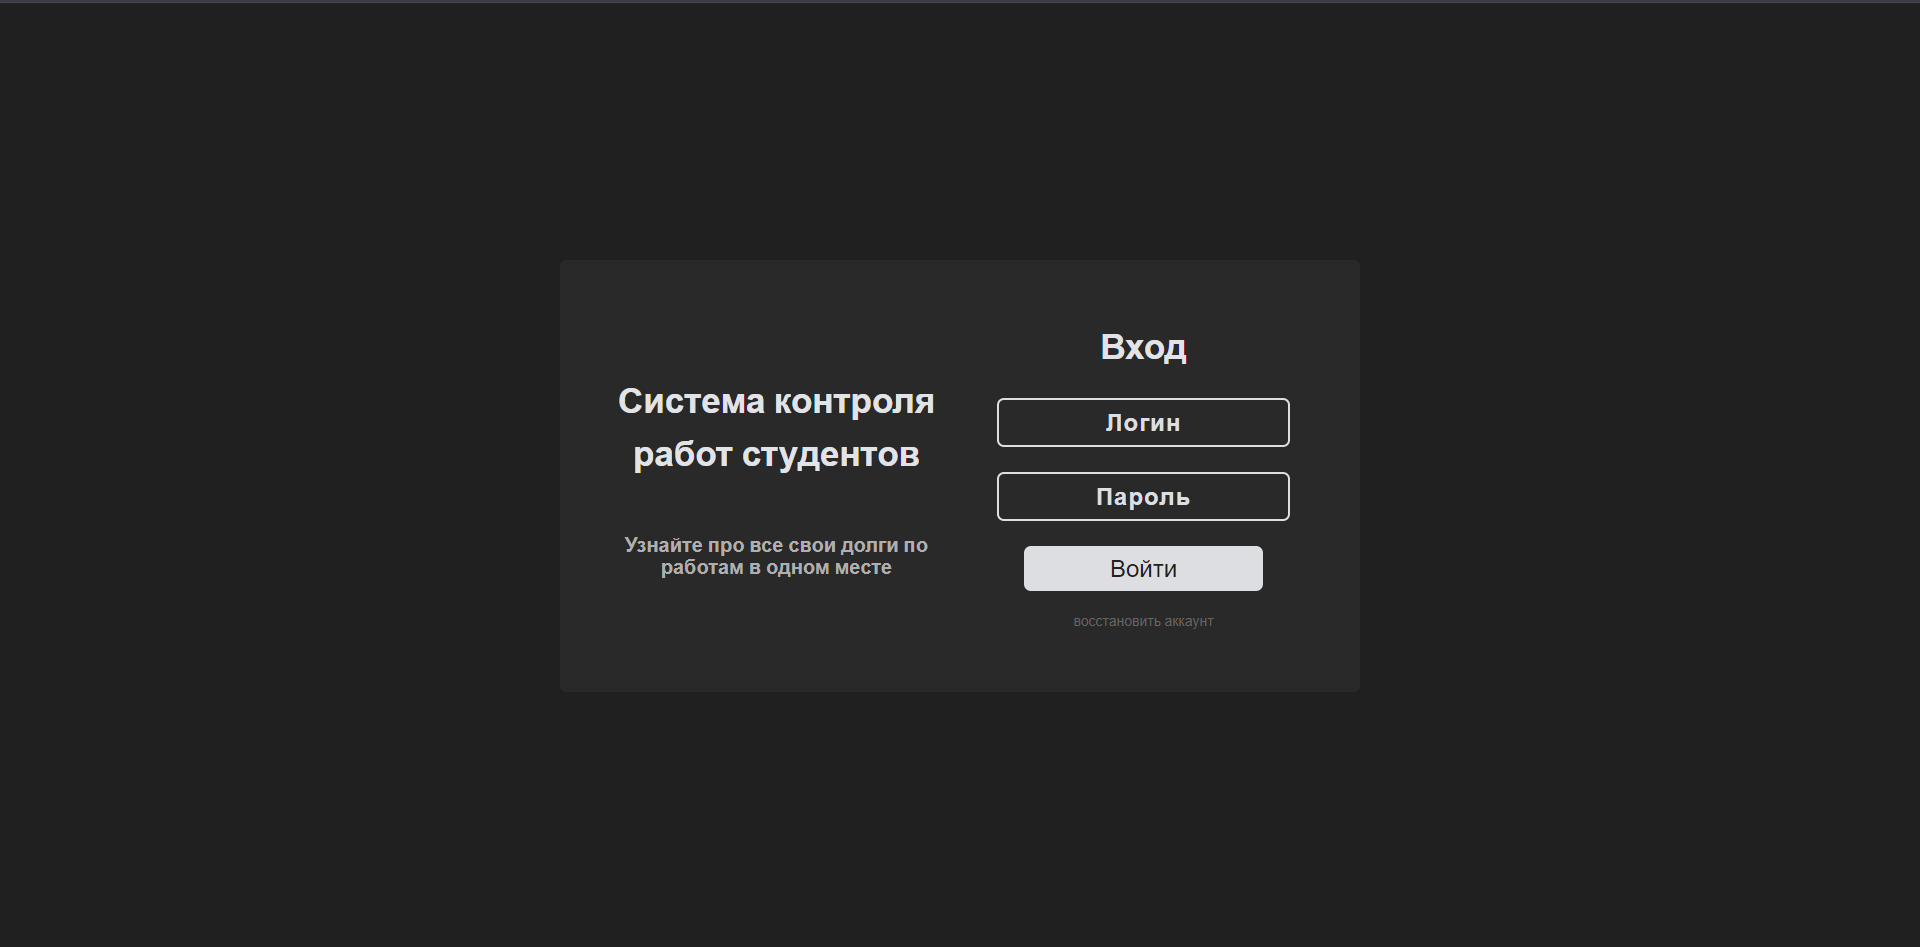 Система контроля
работ студентов
Узнайте про все свои долги по
работам в одном месте
Вход
Логин
Пароль
Войти
восстановить аккаунт